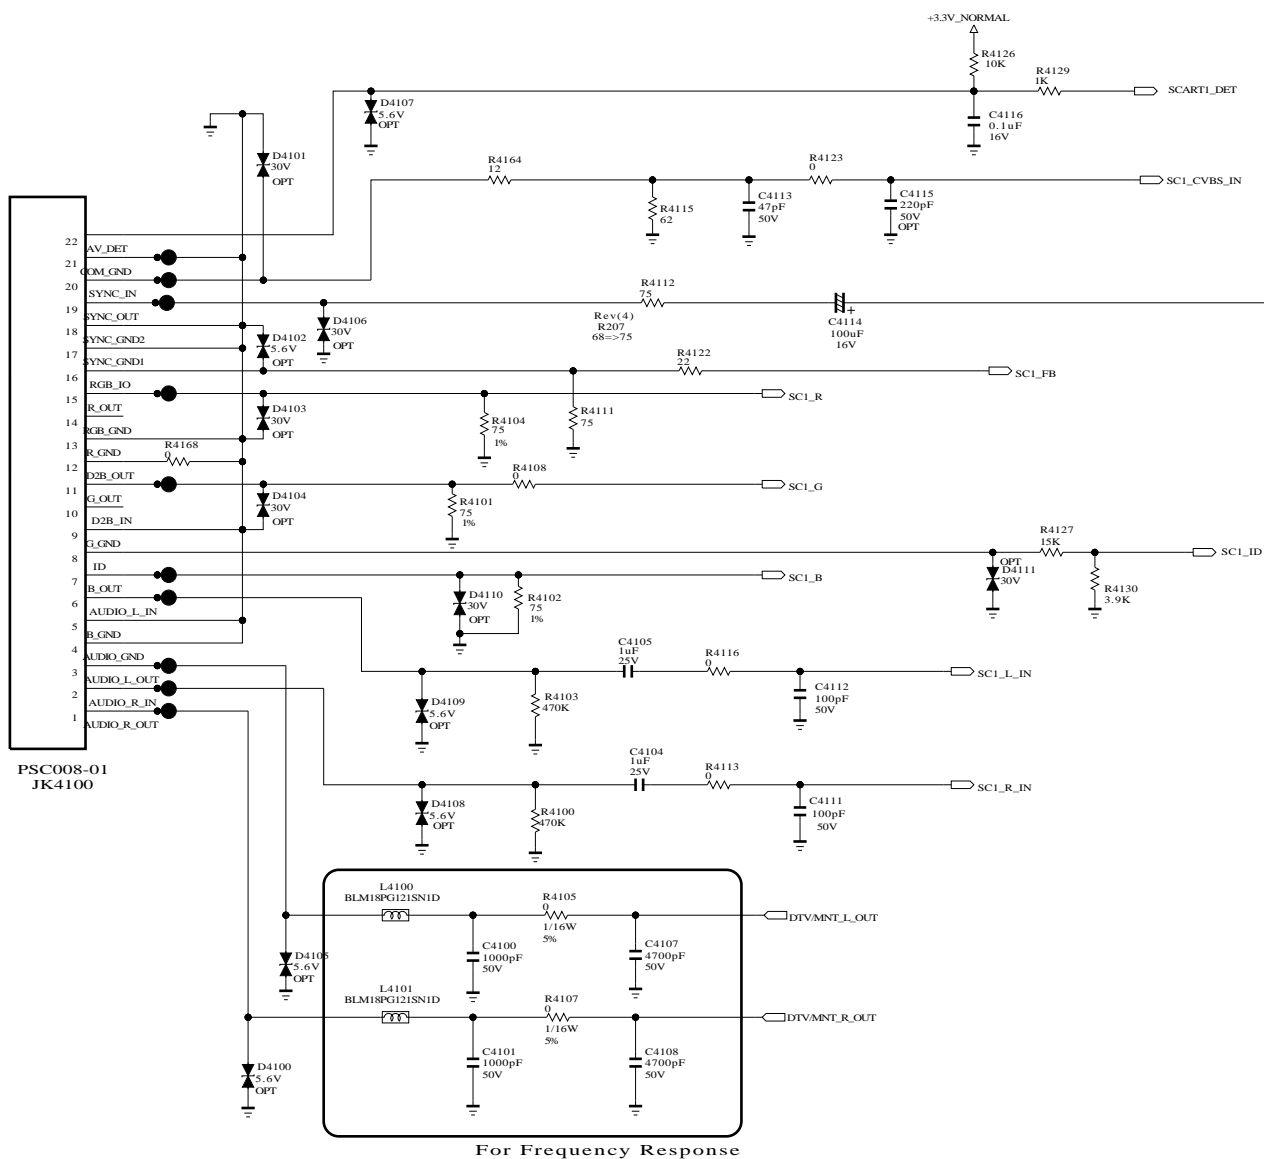 +3.3V_NORMAL
R4126
10K
R4129
1K
SCART1_DET
D4107
5.6V
OPT
C4116
0.1uF
16V
D4101
30V
OPT
R4164
12
R4123
0
SC1_CVBS_IN
R4115
62
C4113
47pF
50V
C4115
220pF
50V
OPT
22
AV_DET
21
COM_GND
20
SYNC_IN
19
SYNC_OUT
18
SYNC_GND2
17
SYNC_GND1
16
RGB_IO
15
R_OUT
14
RGB_GND
13
R_GND
12
D2B_OUT
11
G_OUT
10
D2B_IN
9
G_GND
8
ID
7
B_OUT
6
AUDIO_L_IN
5
B_GND
4
AUDIO_GND
3
AUDIO_L_OUT
2
AUDIO_R_IN
1
AUDIO_R_OUT
PSC008-01
JK4100
R4112
75
Rev(4)
R207
68=>75
C4114
100uF
16V
+
D4106
30V
OPT
D4102
5.6V
OPT
R4122
22
SC1_FB
SC1_R
D4103
30V
OPT
R4104
75
1%
R4111
75
R4168
0
R4108
0
SC1_G
D4104
30V
OPT
R4101
75
1%
R4127
15K
SC1_ID
OPT
D4111
30V
R4130
3.9K
SC1_B
D4110
30V
OPT
R4102
75
1%
C4105
1uF
25V
R4116
0
SC1_L_IN
D4109
5.6V
OPT
R4103
470K
C4112
100pF
50V
C4104
1uF
25V
R4113
0
SC1_R_IN
D4108
5.6V
OPT
R4100
470K
C4111
100pF
50V
L4100
BLM18PG121SN1D
R4105
0
1/16W
5%
DTV/MNT_L_OUT
D4105
5.6V
OPT
C4100
1000pF
50V
C4107
4700pF
50V
L4101
BLM18PG121SN1D
R4107
0
1/16W
5%
DTV/MNT_R_OUT
D4100
5.6V
OPT
C4101
1000pF
50V
C4108
4700pF
50V
For Frequency Response